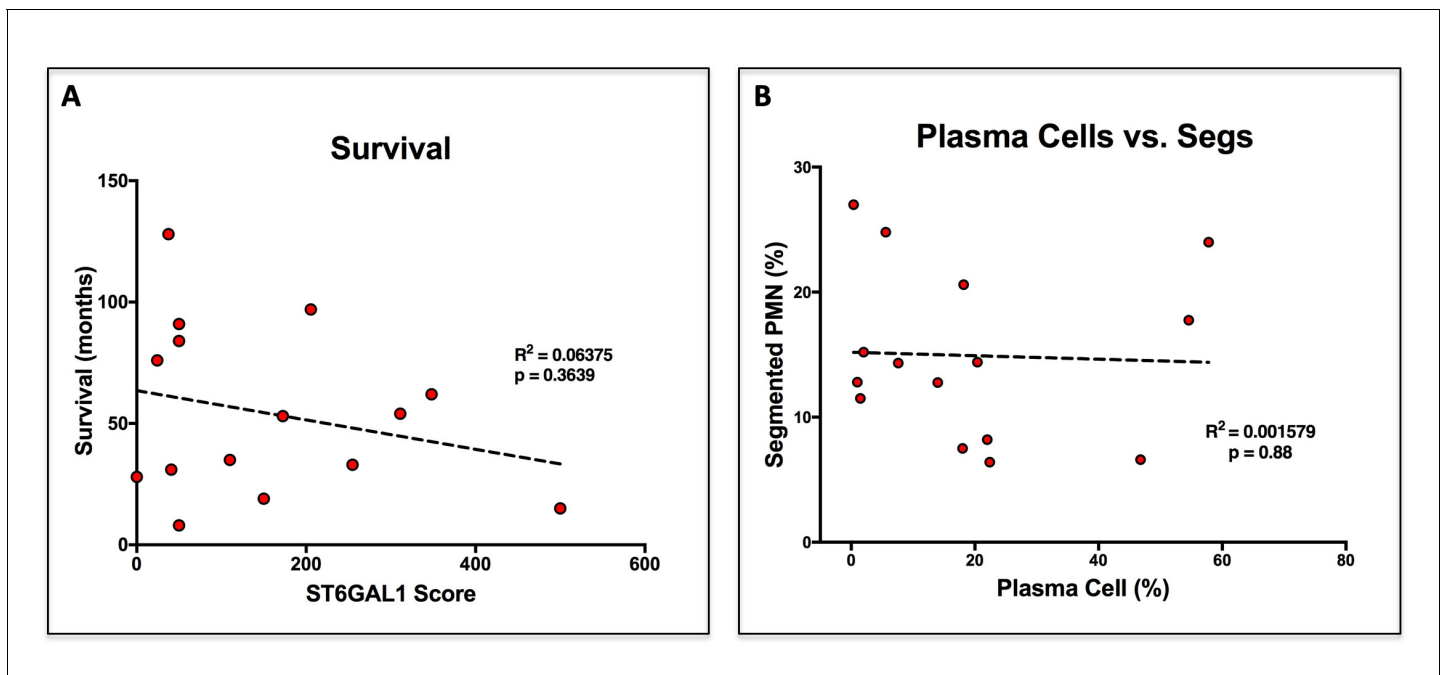 A
Survival
150
100
50
0
Survival (months)
R² = 0.06375
p = 0.3639
0 200 400 600
ST6GAL1 Score
B
Plasma Cells vs. Segs
30
20
10
0
Segmented PMN (%)
R² = 0.001579
p = 0.88
0 20 40 60 80
Plasma Cell (%)